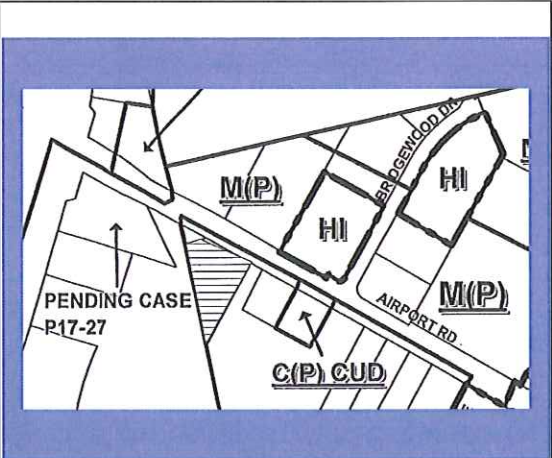 BRIDGEWOOD DR
HI
M(P)
HI
PENDING CASE
P17-27
M(P)
AIRPORT RD
C(P) CUD